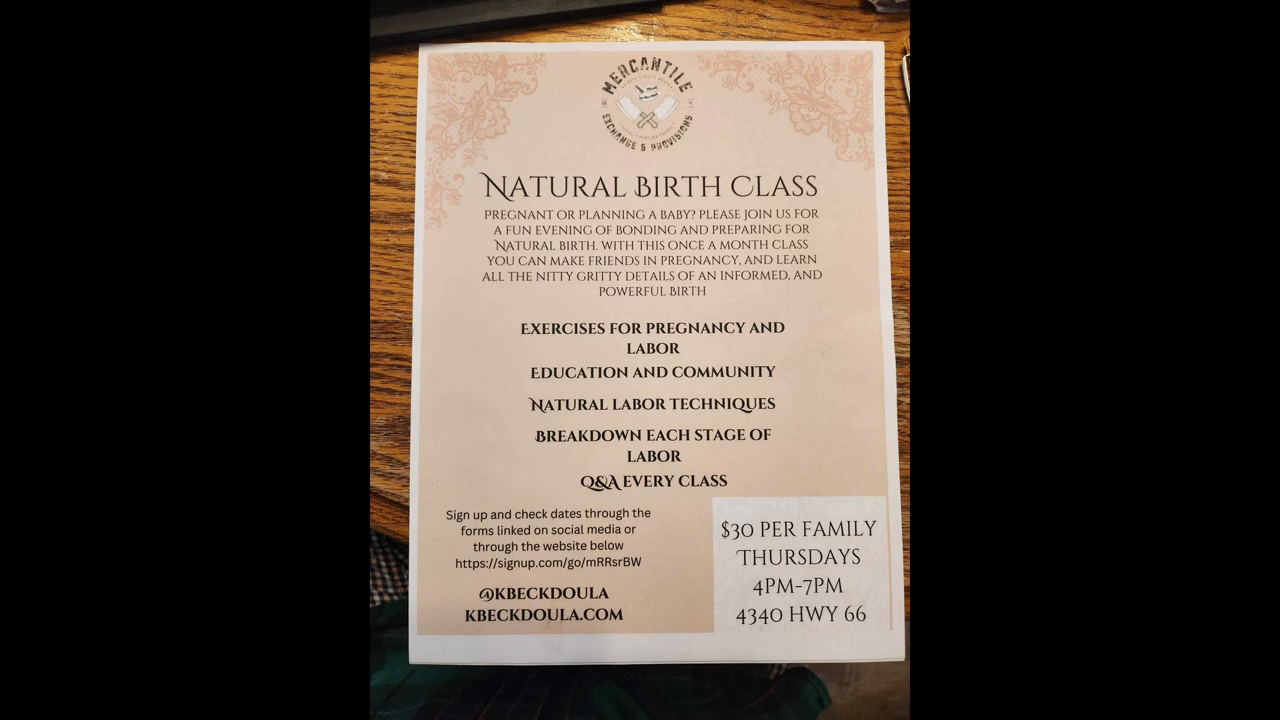 MERCANTILE
EXCHANGE & PROVISIONS
NATURAL BIRTH CLASS
PREGNANT OR PLANNING A BABY? PLEASE JOIN US FOR
A FUN EVENING OF BONDING AND PREPARING FOR
NATURAL BIRTH. WITH THIS ONCE A MONTH CLASS
YOU CAN MAKE FRIENDS IN PREGNANCY, AND LEARN
ALL THE NITTY GRITTY DETAILS OF AN INFORMED, AND
POWERFUL BIRTH
EXERCISES FOR PREGNANCY AND
LABOR
EDUCATION AND COMMUNITY
NATURAL LABOR TECHNIQUES
BREAKDOWN EACH STAGE OF
LABOR
Q&A EVERY CLASS
Sign up and check dates through the
forms linked on social media or
through the website below
https://signup.com/go/mRRsrBW
@KBECKDOULA
KBECKDOULA.COM
$30 PER FAMILY
THURSDAYS
4PM-7PM
4340 HWY 66